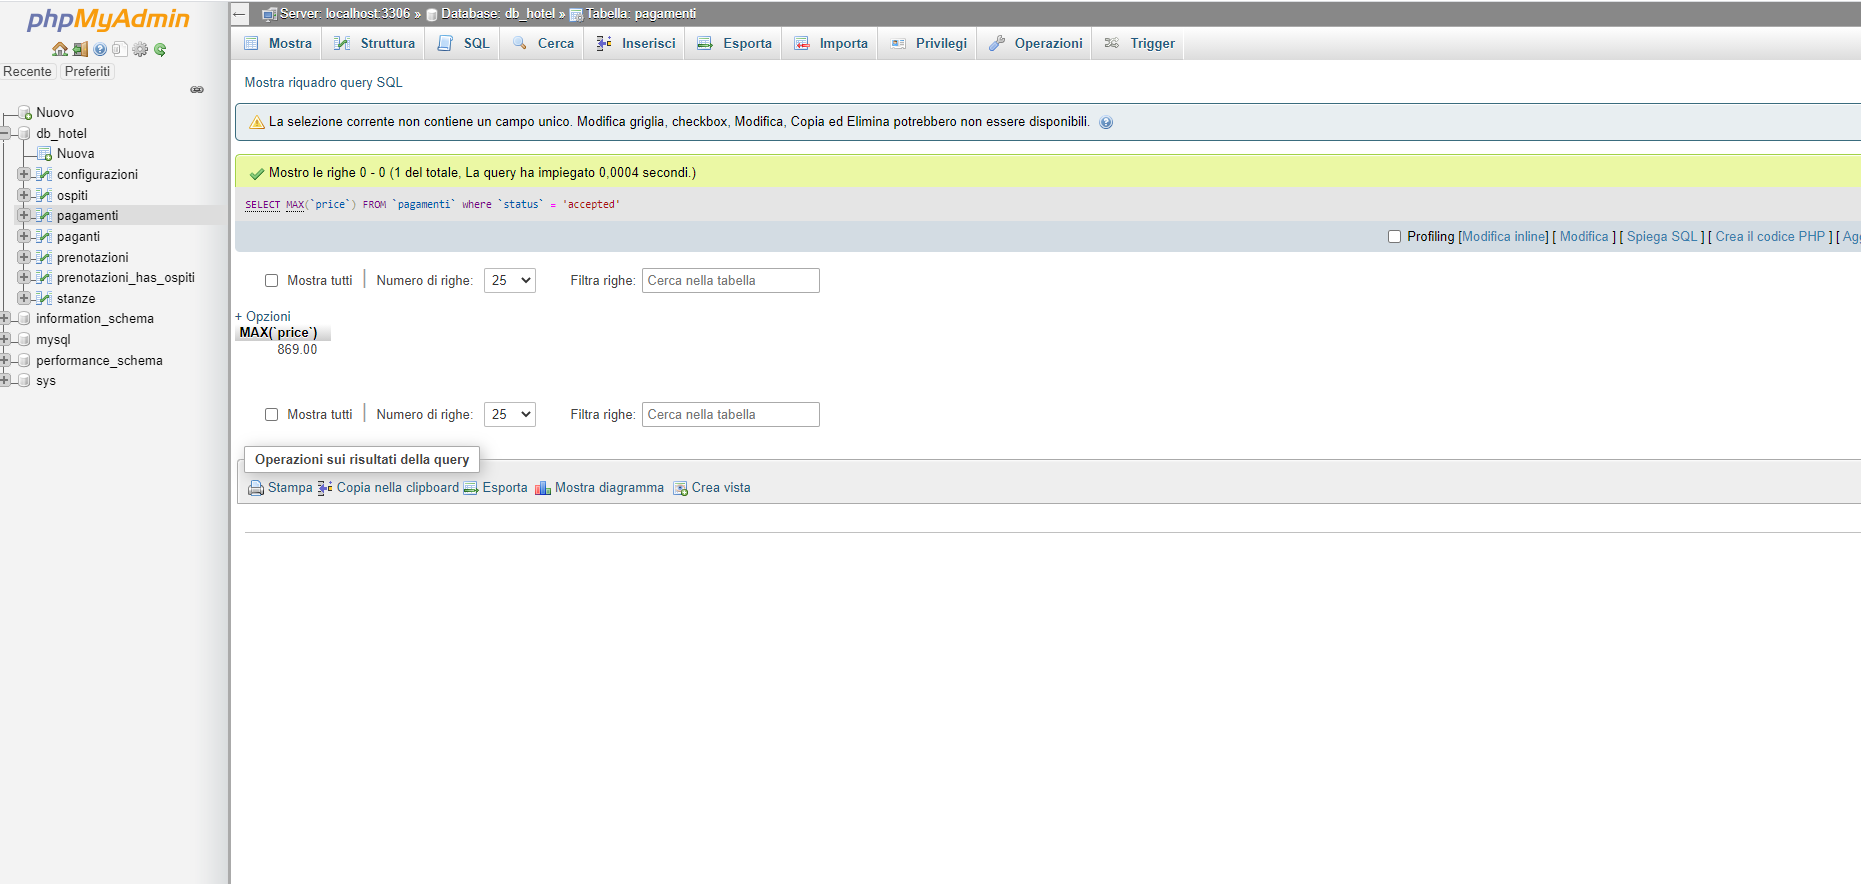 phpMyAdmin
Recente Preferiti
Nuovo
db_hotel
Nuova
configurazioni
ospiti
pagamenti
paganti
prenotazioni
prenotazioni_has_ospiti
stanze
information_schema
mysql
performance_schema
sys
← Server: localhost:3306 » Database: db_hotel » Tabella: pagamenti
Mostra Struttura SQL Cerca Inserisci Esporta Importa Privilegi Operazioni Trigger
Mostra riquadro query SQL
La selezione corrente non contiene un campo unico. Modifica griglia, checkbox, Modifica, Copia ed Elimina potrebbero non essere disponibili.
Mostro le righe 0 - 0 (1 del totale, La query ha impiegato 0,0004 secondi.)
SELECT MAX(`price`) FROM `pagamenti` where `status` = 'accepted'
Profiling [Modifica inline] [ Modifica ] [ Spiega SQL ] [ Crea il codice PHP ] [ Agg
Mostra tutti | Numero di righe: 25 Filtra righe: Cerca nella tabella
+ Opzioni
MAX(`price`)
869.00
Mostra tutti | Numero di righe: 25 Filtra righe: Cerca nella tabella
Operazioni sui risultati della query
Stampa Copia nella clipboard Esporta Mostra diagramma Crea vista